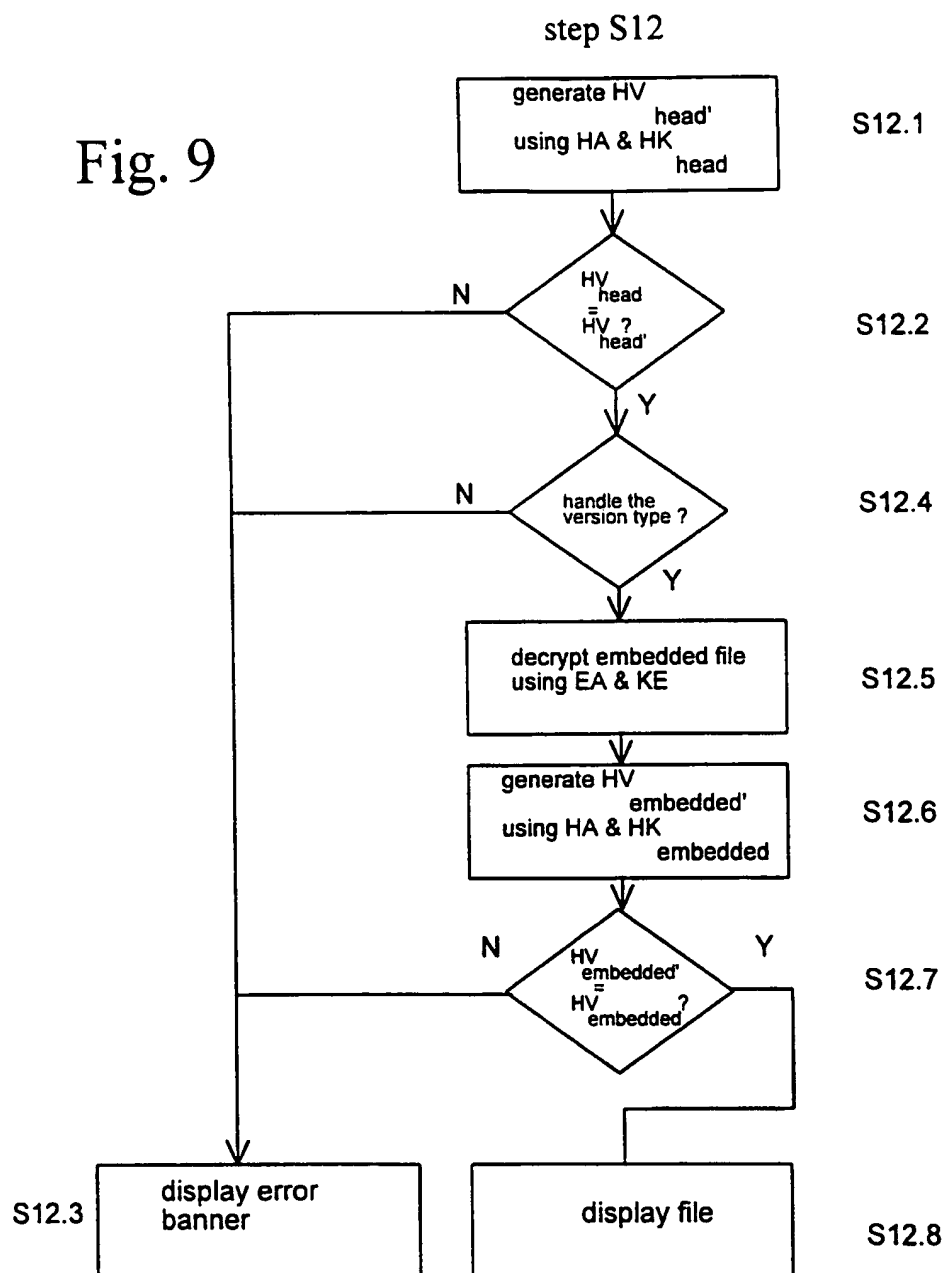 step S12
Fig. 9
generate HV
head'
using HA & HK
head
S12.1
HV
head
=
HV ?
head'
S12.2
N
Y
handle the
version type ?
S12.4
N
Y
decrypt embedded file
using EA & KE
S12.5
generate HV
embedded'
using HA & HK
embedded
S12.6
N
HV
embedded'
=
HV ?
embedded
Y
S12.7
S12.3
display error
banner
display file
S12.8